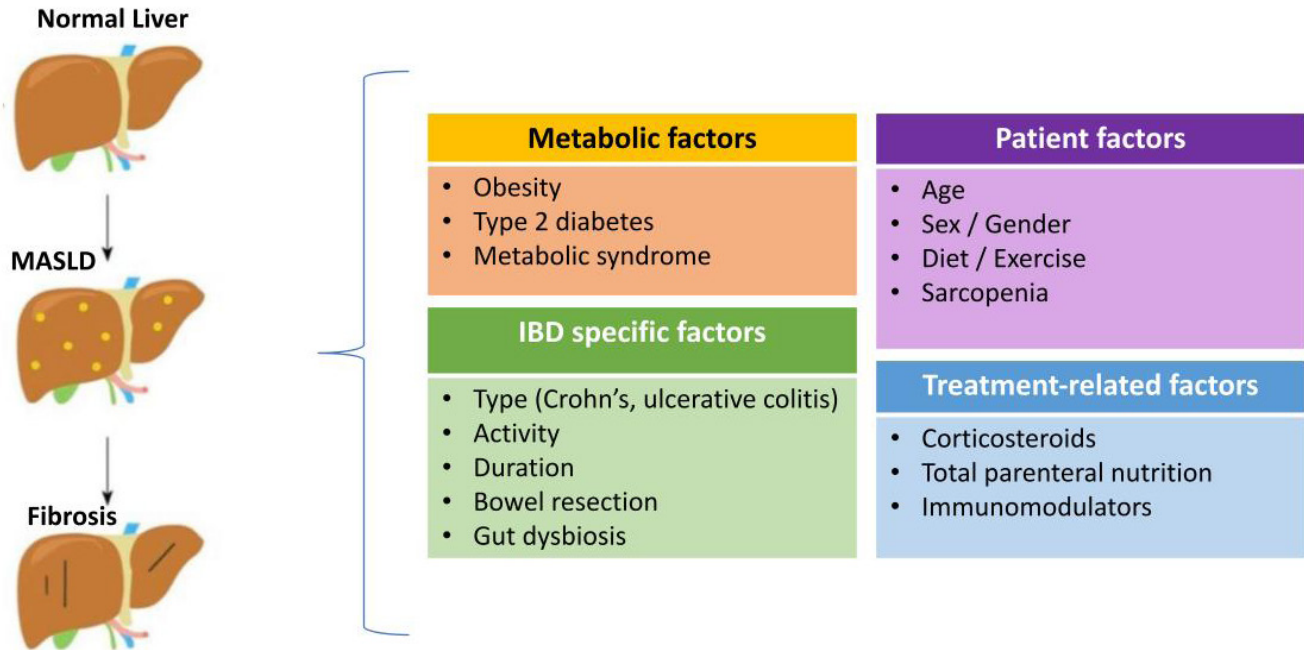 Normal Liver
MASLD
Fibrosis
Metabolic factors
• Obesity
• Type 2 diabetes
• Metabolic syndrome
IBD specific factors
• Type (Crohn’s, ulcerative colitis)
• Activity
• Duration
• Bowel resection
• Gut dysbiosis
Patient factors
• Age
• Sex / Gender
• Diet / Exercise
• Sarcopenia
Treatment-related factors
• Corticosteroids
• Total parenteral nutrition
• Immunomodulators